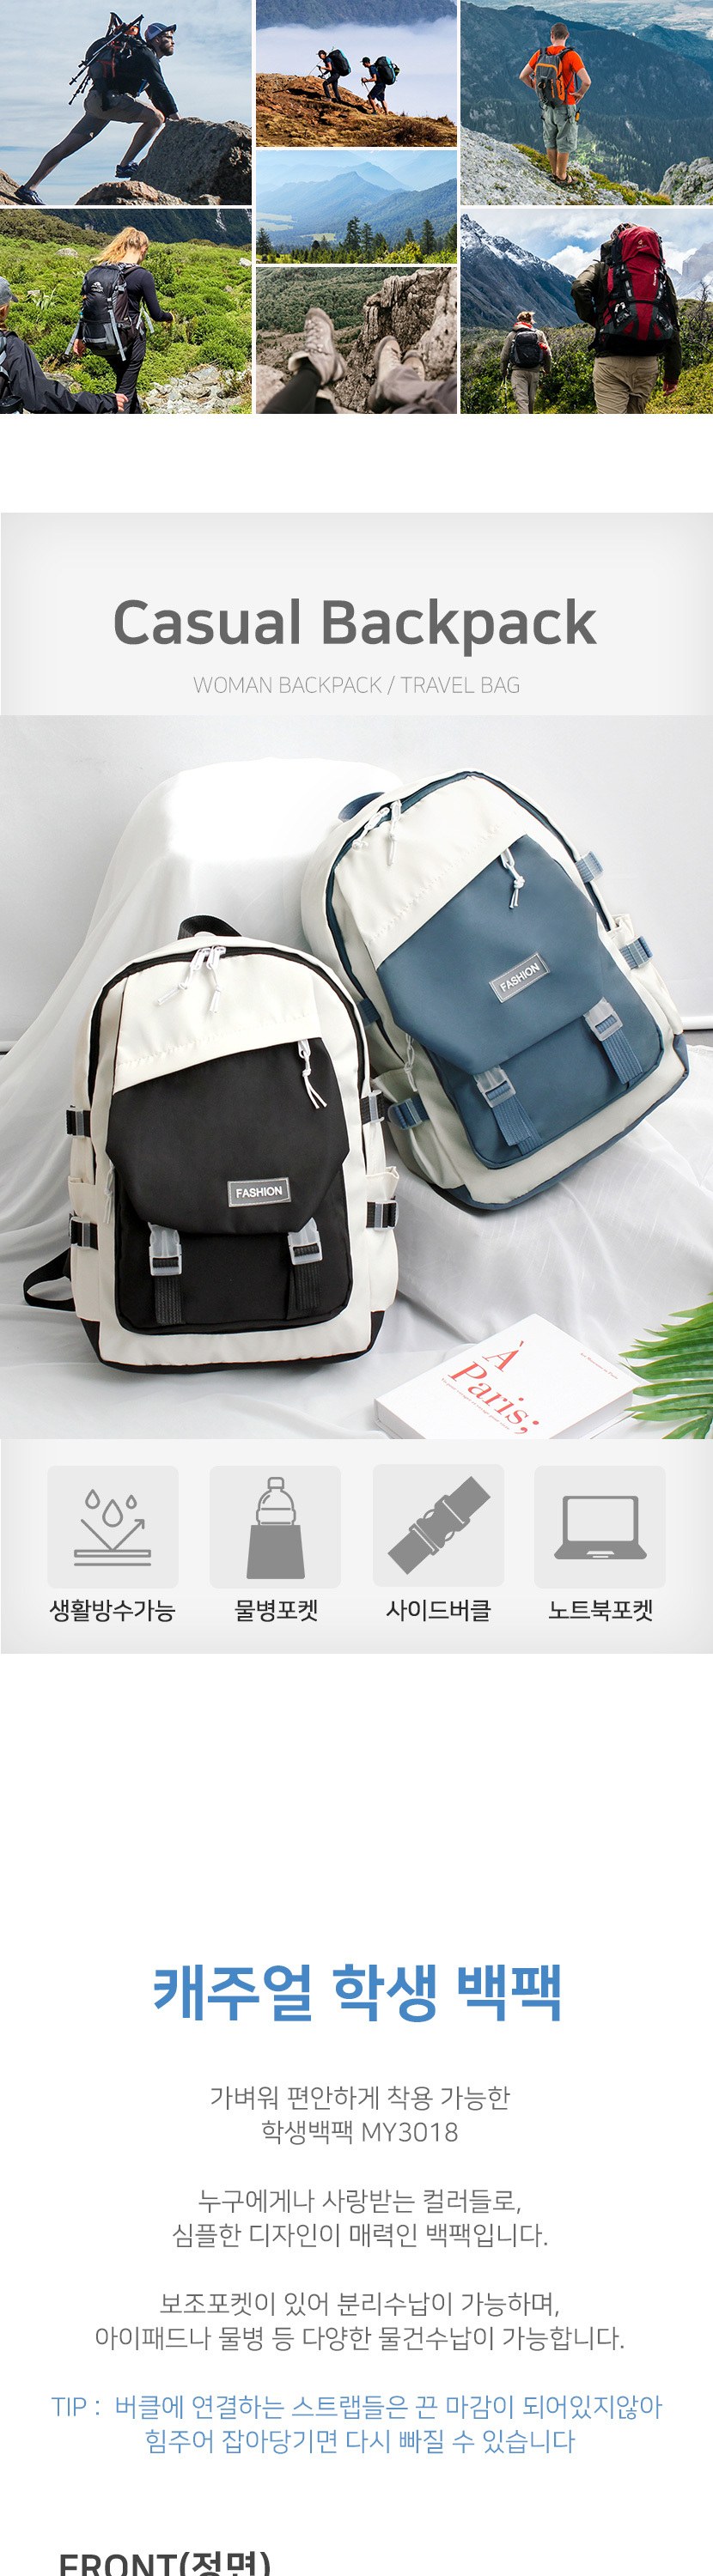 Casual Backpack
WOMAN BACKPACK / TRAVEL BAG
FASHION
FASHION
À
Paris;
생활방수가능
물병포켓
사이드버클
노트북포켓
캐주얼 학생 백팩
가벼워 편안하게 착용 가능한
학생백팩 MY3018
누구에게나 사랑받는 컬러들로,
심플한 디자인이 매력인 백팩입니다.
보조포켓이 있어 분리수납이 가능하며,
아이패드나 물병 등 다양한 물건수납이 가능합니다.
TIP : 버클에 연결하는 스트랩들은 끈 마감이 되어있지않아
힘주어 잡아당기면 다시 빠질 수 있습니다
FRONT(정면)